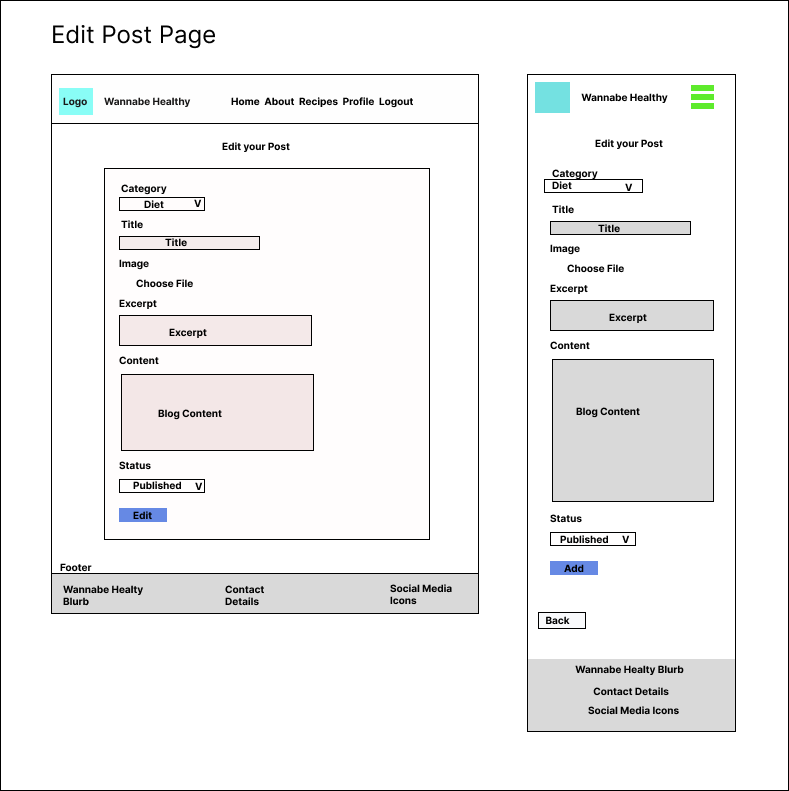 Edit Post Page
Logo
Wannabe Healthy
Home About Recipes Profile Logout
Edit your Post
Category
Diet V
Title
Title
Image
Choose File
Excerpt
Excerpt
Content
Blog Content
Status
Published V
Edit
Footer
Wannabe Healty
Blurb
Contact
Details
Social Media
Icons
Wannabe Healthy
Edit your Post
Category
Diet V
Title
Title
Image
Choose File
Excerpt
Excerpt
Content
Blog Content
Status
Published V
Add
Back
Wannabe Healty Blurb
Contact Details
Social Media Icons